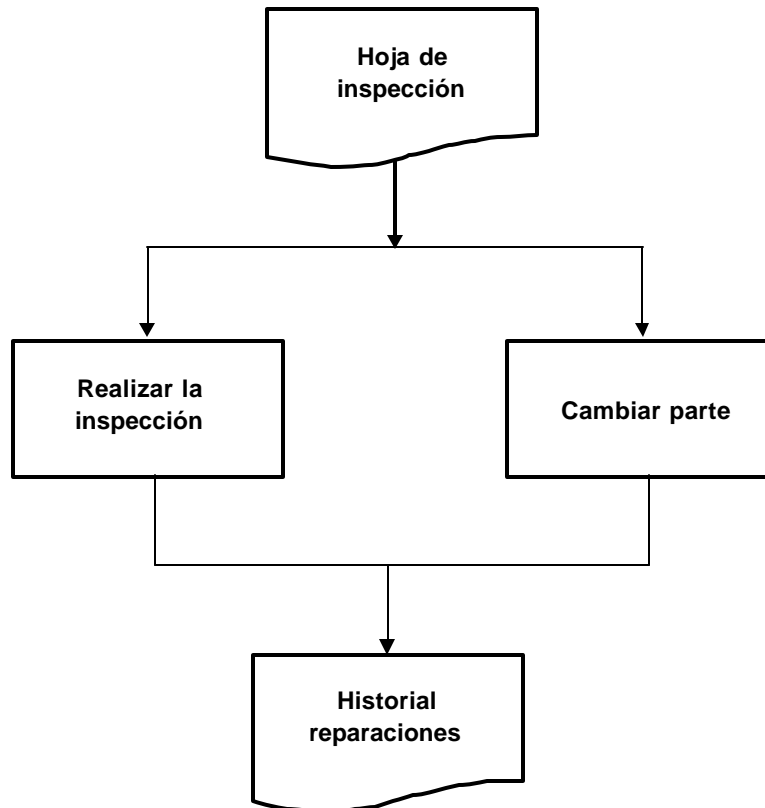 Hoja de
inspección
Realizar la
inspección
Cambiar parte
Historial
reparaciones